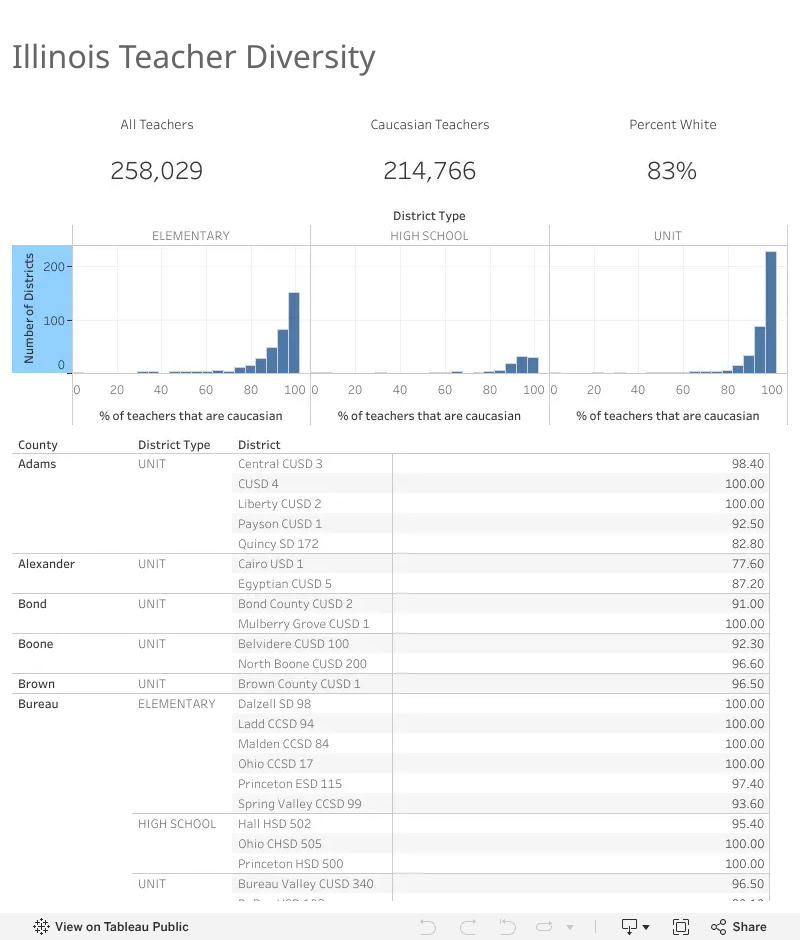 Illinois Teacher Diversity
All Teachers Caucasian Teachers Percent White
258,029 214,766 83%
District Type
ELEMENTARY HIGH SCHOOL UNIT
Number of Districts
200
100
0
0 20 40 60 80 100 0 20 40 60 80 100 0 20 40 60 80 100
% of teachers that are caucasian % of teachers that are caucasian % of teachers that are caucasian
County District Type District
Adams UNIT Central CUSD 3 98.40
CUSD 4 100.00
Liberty CUSD 2 100.00
Payson CUSD 1 92.50
Quincy SD 172 82.80
Alexander UNIT Cairo USD 1 77.60
Egyptian CUSD 5 87.20
Bond UNIT Bond County CUSD 2 91.00
Mulberry Grove CUSD 1 100.00
Boone UNIT Belvidere CUSD 100 92.30
North Boone CUSD 200 96.60
Brown UNIT Brown County CUSD 1 96.50
Bureau ELEMENTARY Dalzell SD 98 100.00
Ladd CCSD 94 100.00
Malden CCSD 84 100.00
Ohio CCSD 17 100.00
Princeton ESD 115 97.40
Spring Valley CCSD 99 93.60
HIGH SCHOOL Hall HSD 502 95.40
Ohio CHSD 505 100.00
Princeton HSD 500 100.00
UNIT Bureau Valley CUSD 340 96.50
View on Tableau Public Share